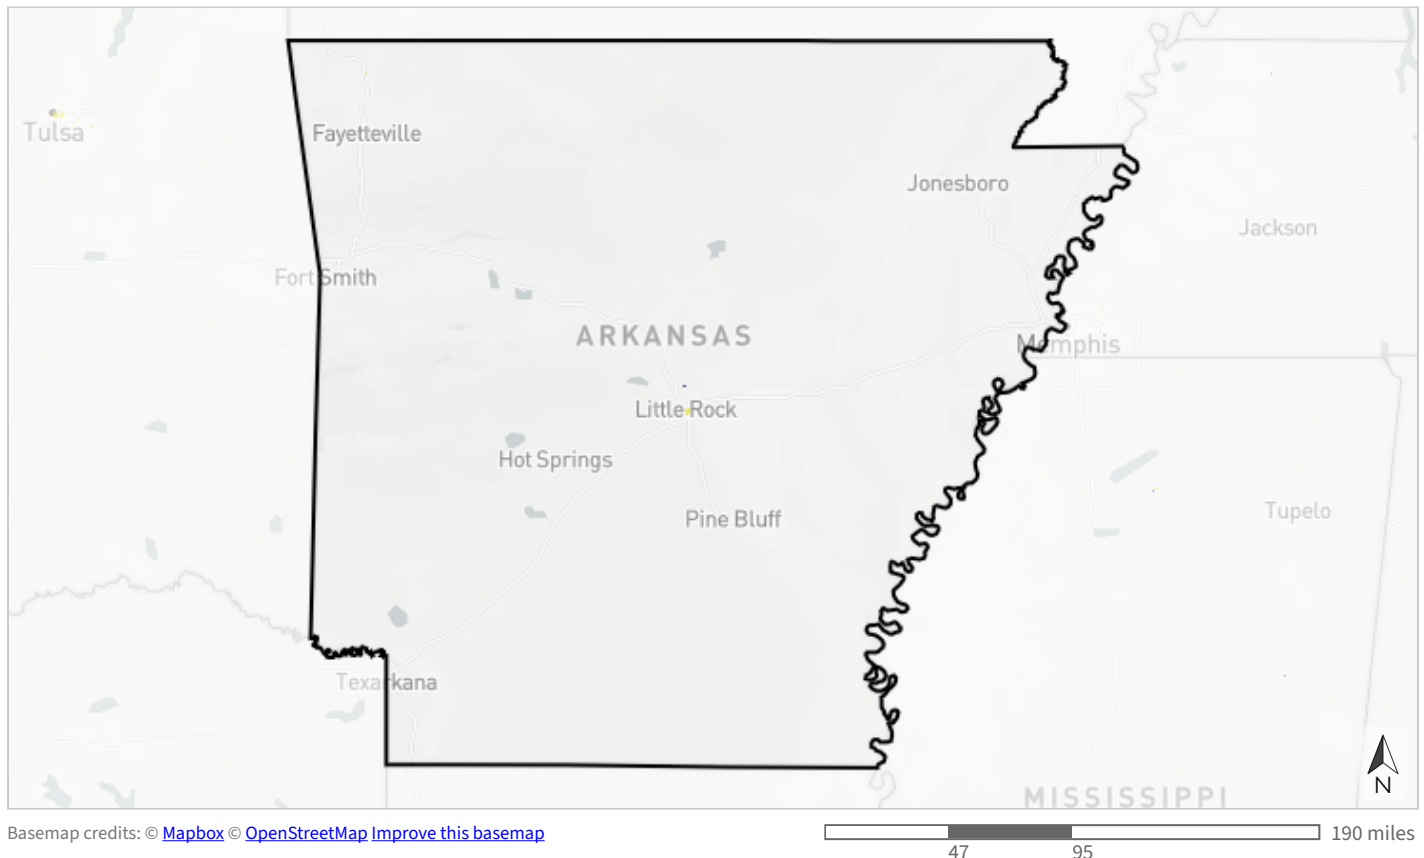 Tulsa
Fayetteville
Jonesboro
Jackson
Fort Smith
ARKANSAS
Memphis
Little Rock
Hot Springs
Tupelo
Pine Bluff
Texarkana
N
MISSISSIPPI
Basemap credits: © Mapbox © OpenStreetMap Improve this basemap
190 miles
47 95